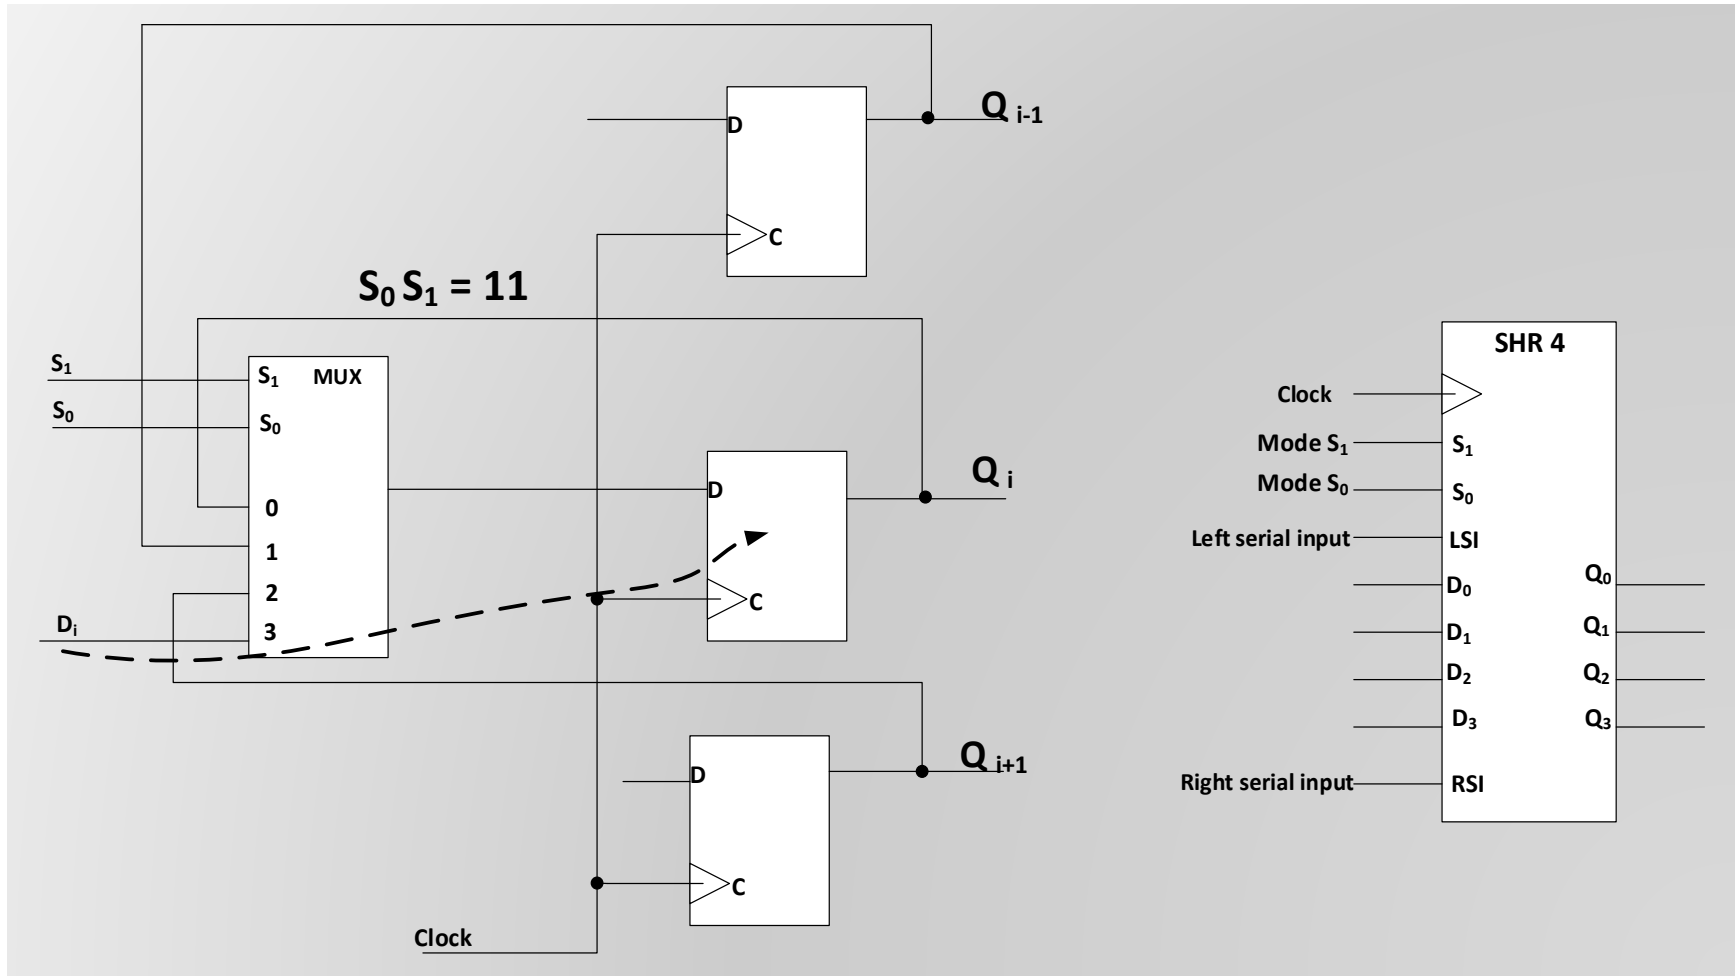 Q i-1
D
C
S0 S1 = 11
S1
S0
S1 MUX
S0
0
1
2
3
Di
D
C
Q i
D
C
Q i+1
Clock
SHR 4
Clock
Mode S1 S1
Mode S0 S0
Left serial input LSI
D0 Q0
D1 Q1
D2 Q2
D3 Q3
Right serial input RSI